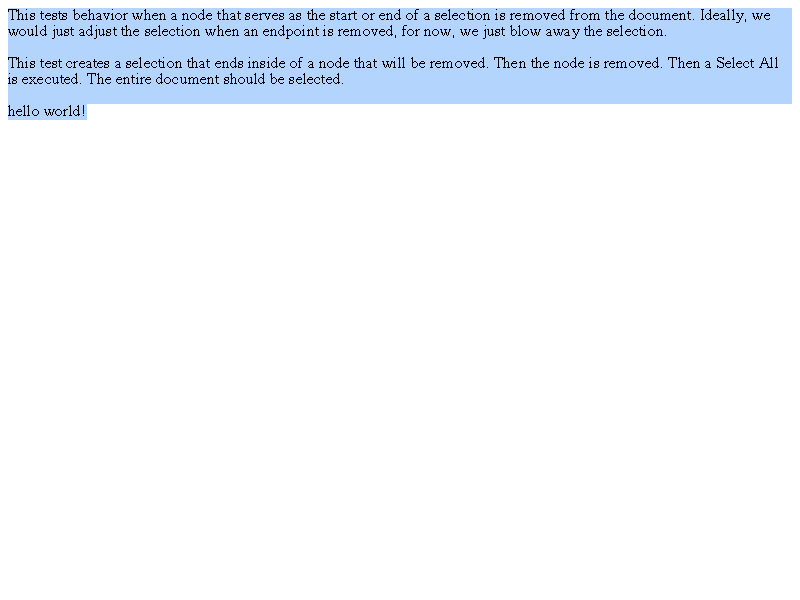 This tests behavior when a node that serves as the start or end of a selection is removed from the document. Ideally, we
would just adjust the selection when an endpoint is removed, for now, we just blow away the selection.
This test creates a selection that ends inside of a node that will be removed. Then the node is removed. Then a Select All
is executed. The entire document should be selected.
hello world!